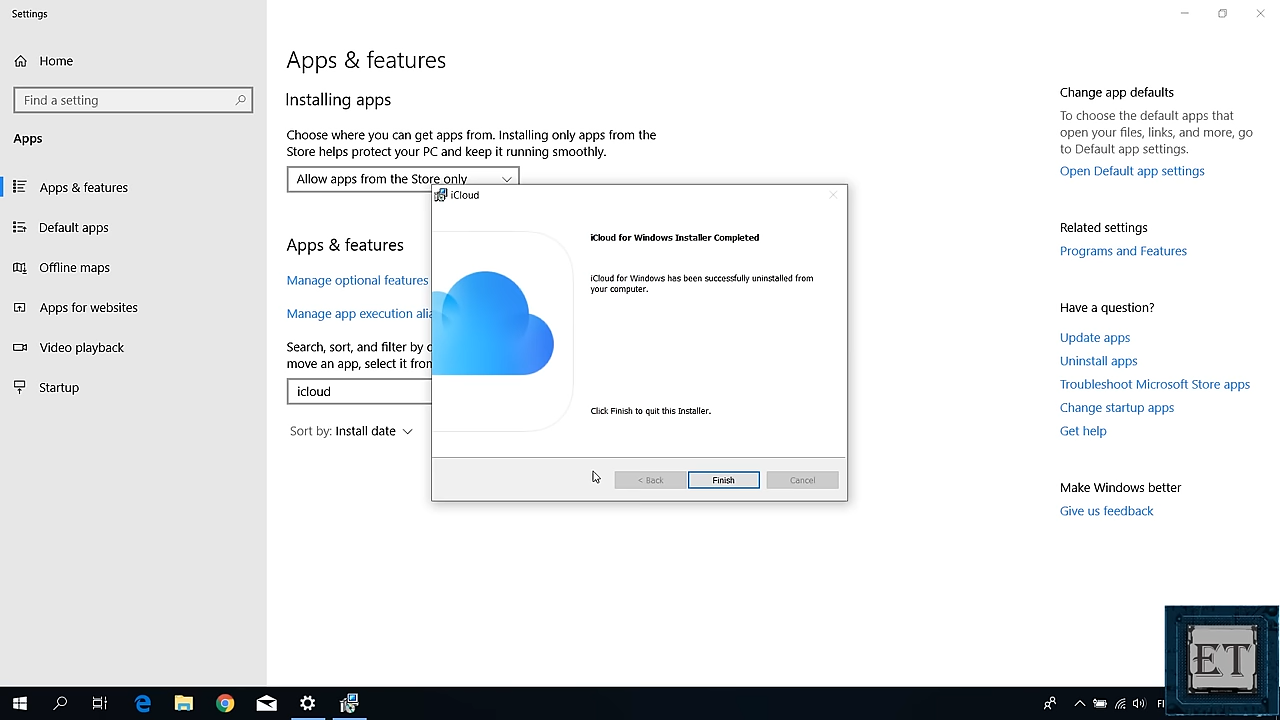 Settings
Home
Find a setting
Apps
Apps & features
Default apps
Offline maps
Apps for websites
Video playback
Startup
Apps & features
Installing apps
Choose where you can get apps from. Installing only apps from the
Store helps protect your PC and keep it running smoothly.
Allow apps from the Store only
Apps & features
Manage optional features
Manage app execution
Search, sort, and filter by
move an app, select it
icloud
Sort by: Install date
iCloud
iCloud for Windows Installer Completed
iCloud for Windows has been successfully uninstalled from
your computer.
Click Finish to quit this Installer.
< Back
Finish
Cancel
Change app defaults
To choose the default apps that
open your files, links, and more, go
to Default app settings.
Open Default app settings
Related settings
Programs and Features
Have a question?
Update apps
Uninstall apps
Troubleshoot Microsoft Store apps
Change startup apps
Get help
Make Windows better
Give us feedback
ET